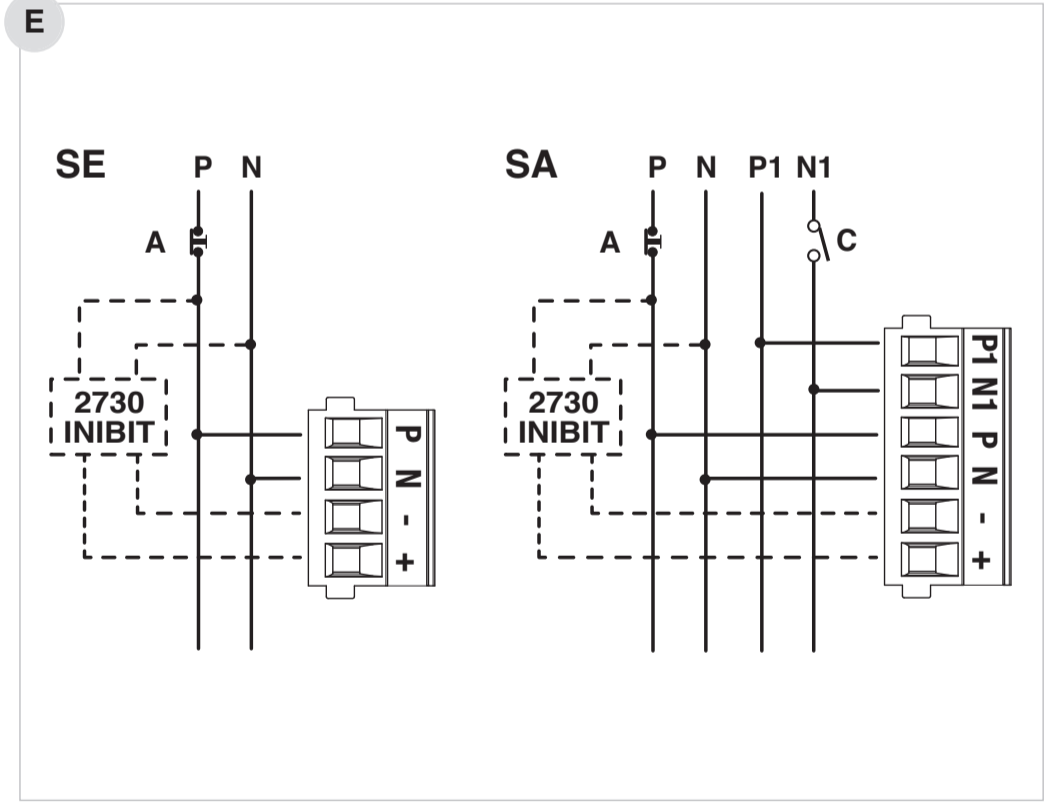 E
SE P N
A
2730
INIBIT
P
N
-
+
SA P N P1 N1
A
C
2730
INIBIT
P1
N1
P
N
-
+